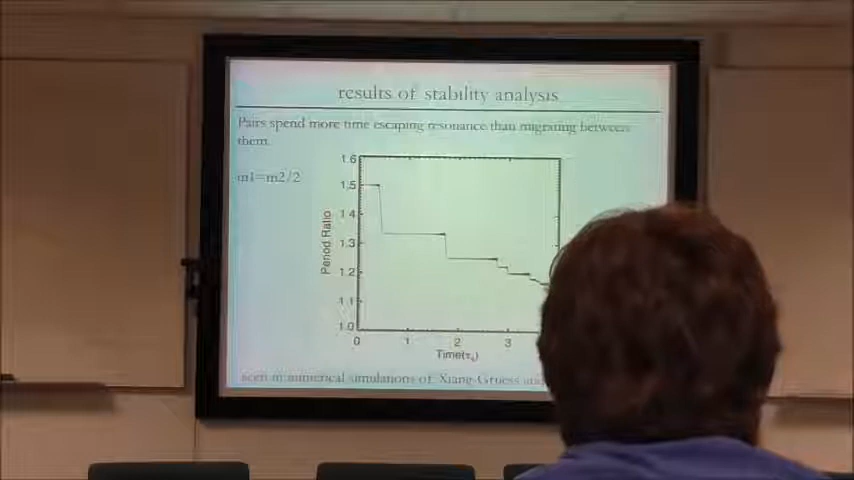 results of stability analysis
Pairs spend more time escaping resonance than migrating between
them.
m1=m2/2
1.6
1.5
1.4
1.3
1.2
1.1
1.0
Period Ratio
0 1 2 3
Time(τe)
seen in numerical simulations of Xiang-Gruess and